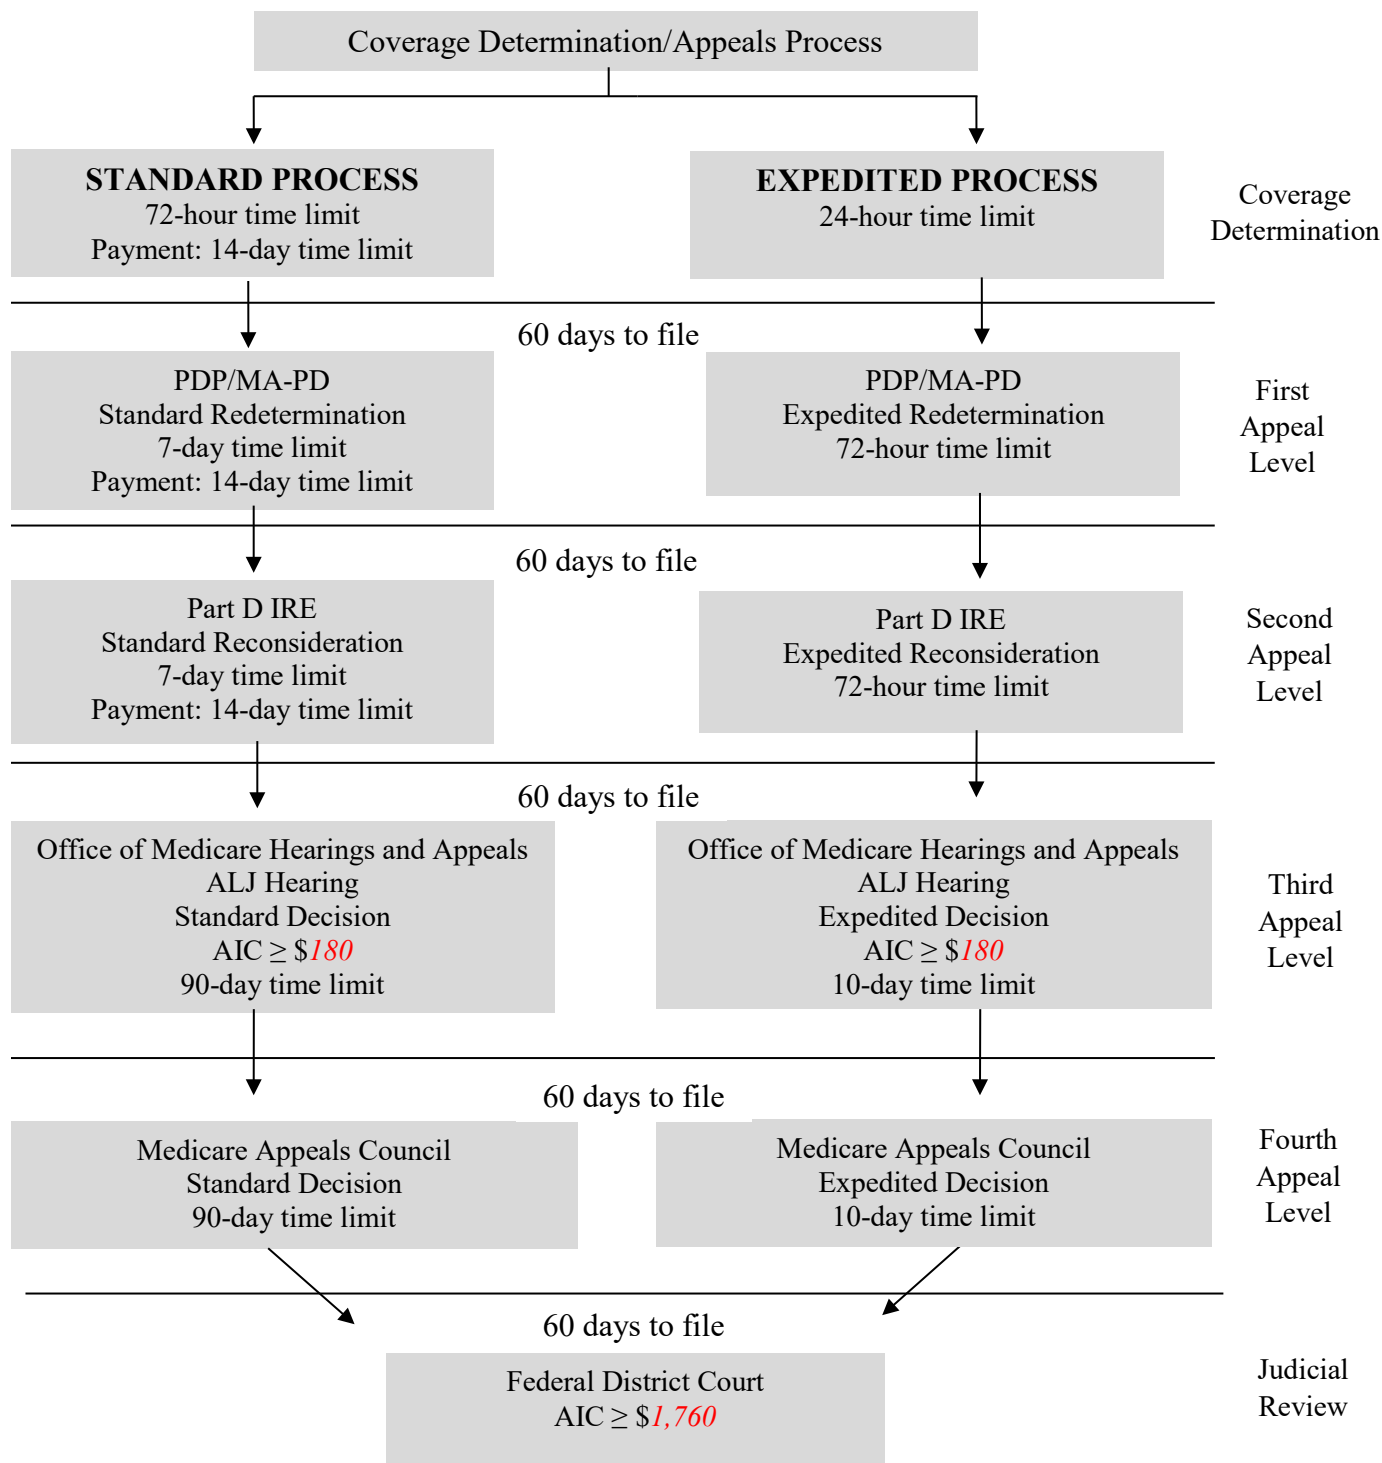 Coverage Determination/Appeals Process
STANDARD PROCESS
72-hour time limit
Payment: 14-day time limit
EXPEDITED PROCESS
24-hour time limit
Coverage
Determination
60 days to file
PDP/MA-PD
Standard Redetermination
7-day time limit
Payment: 14-day time limit
PDP/MA-PD
Expedited Redetermination
72-hour time limit
First
Appeal
Level
60 days to file
Part D IRE
Standard Reconsideration
7-day time limit
Payment: 14-day time limit
Part D IRE
Expedited Reconsideration
72-hour time limit
Second
Appeal
Level
60 days to file
Office of Medicare Hearings and Appeals
ALJ Hearing
Standard Decision
AIC ≥ $180
90-day time limit
Office of Medicare Hearings and Appeals
ALJ Hearing
Expedited Decision
AIC ≥ $180
10-day time limit
Third
Appeal
Level
60 days to file
Medicare Appeals Council
Standard Decision
90-day time limit
Medicare Appeals Council
Expedited Decision
10-day time limit
Fourth
Appeal
Level
60 days to file
Federal District Court
AIC ≥ $1,760
Judicial
Review